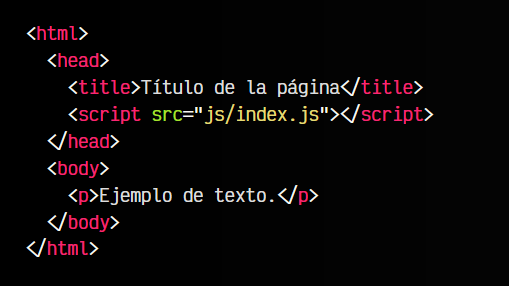 <html>
<head>
<title>Título de la página</title>
<script src="js/index.js"></script>
</head>
<body>
<p>Ejemplo de texto.</p>
</body>
</html>